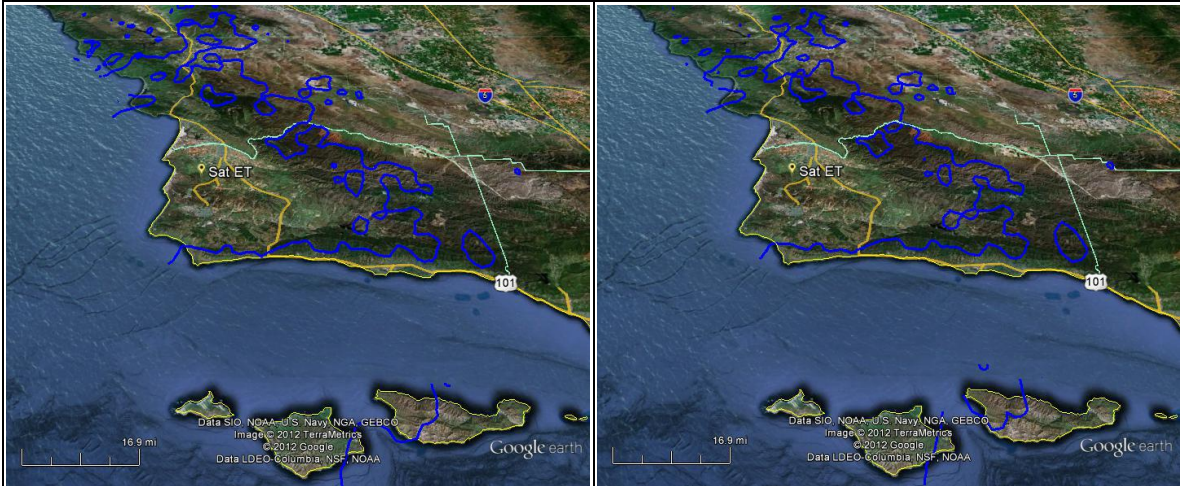 5
Sat ET
101
Data SIO, NOAA, U.S. Navy, NGA, GEBCO
Image © 2012 TerraMetrics
© 2012 Google
Data LDEO-Columbia, NSF, NOAA
16.9 mi
Google earth
5
Sat ET
101
Data SIO, NOAA, U.S. Navy, NGA, GEBCO
Image © 2012 TerraMetrics
© 2012 Google
Data LDEO-Columbia, NSF, NOAA
16.9 mi
Google earth